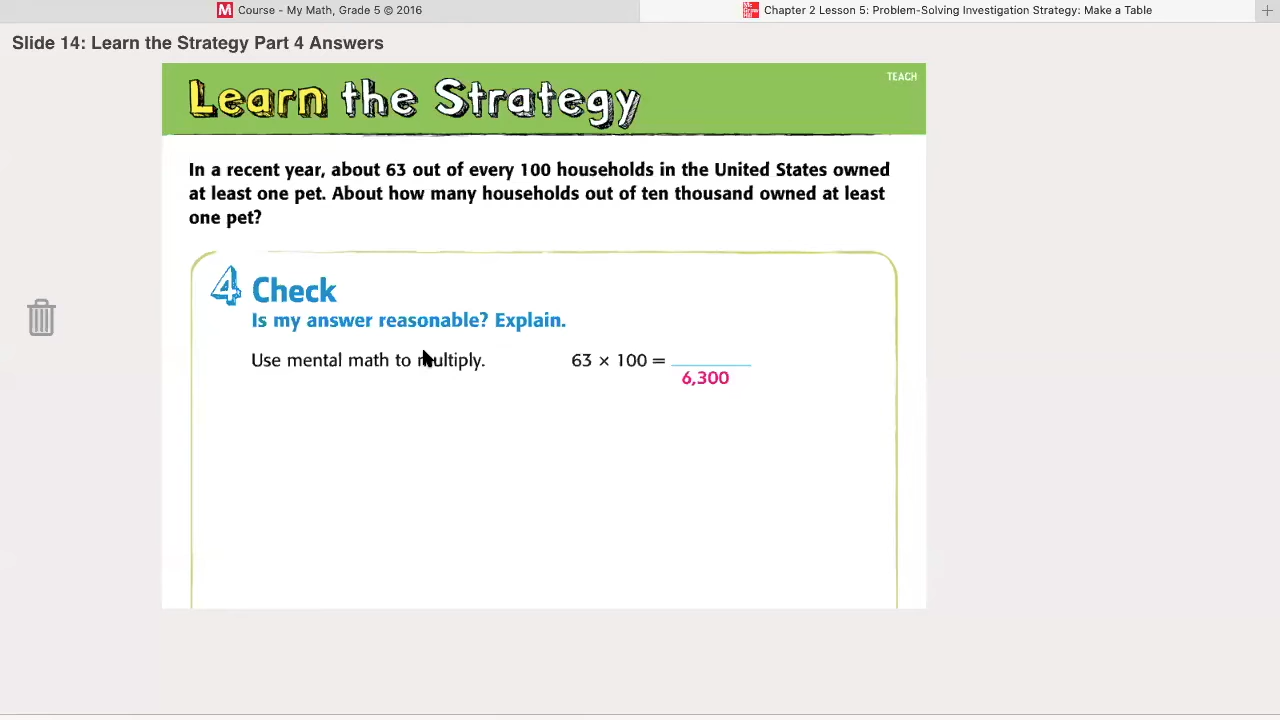 Course - My Math, Grade 5 © 2016
Chapter 2 Lesson 5: Problem-Solving Investigation Strategy: Make a Table
Slide 14: Learn the Strategy Part 4 Answers
TEACH
Learn the Strategy
In a recent year, about 63 out of every 100 households in the United States owned
at least one pet. About how many households out of ten thousand owned at least
one pet?
4 Check
Is my answer reasonable? Explain.
Use mental math to multiply. 63 × 100 =
6,300